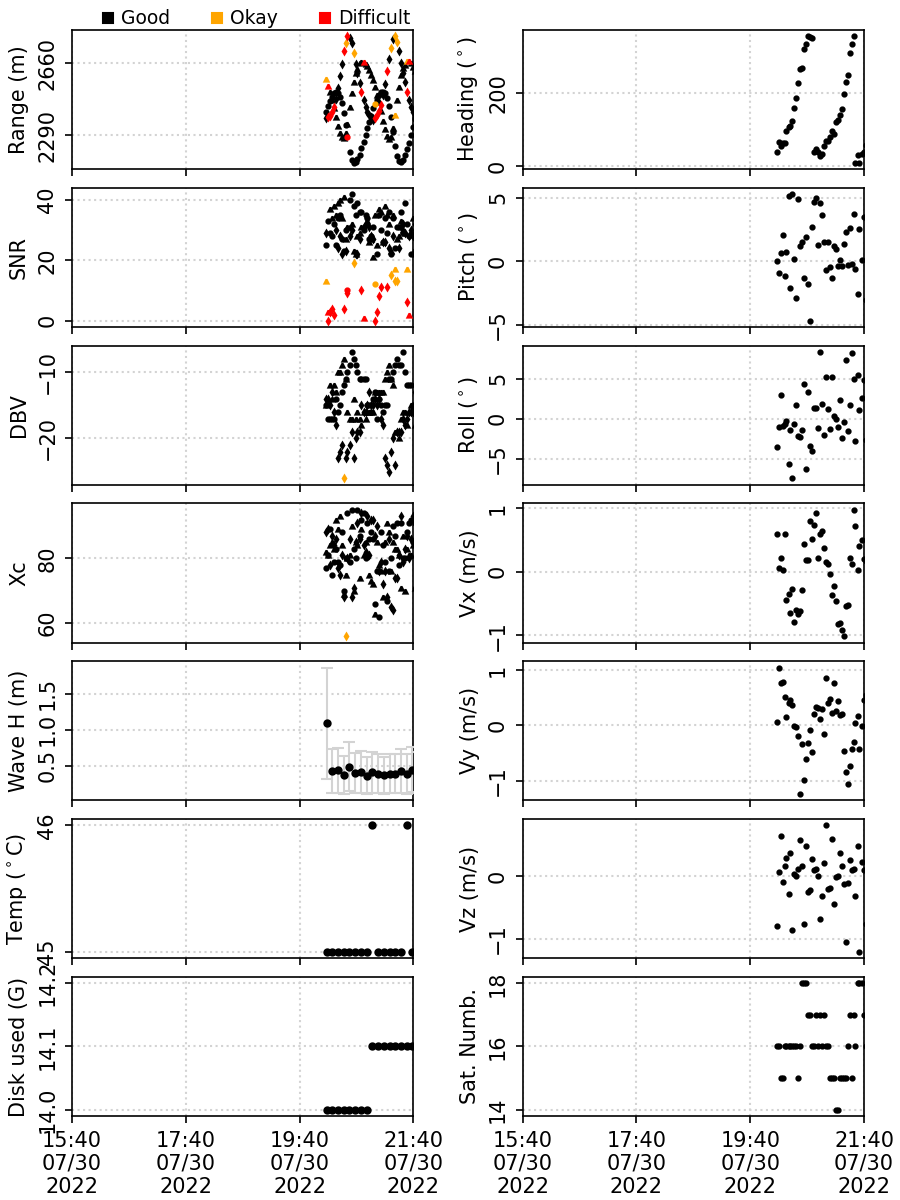 Good Okay Difficult
Range (m)
2660
2290
Heading (°)
200
0
SNR
40
20
0
Pitch (°)
5
0
−5
DBV
−10
−20
Roll (°)
5
0
−5
Xc
80
60
Vx (m/s)
1
0
−1
Wave H (m)
1.5
1.0
0.5
Vy (m/s)
1
0
−1
Temp (°C)
46
45
Vz (m/s)
0
−1
Disk used (G)
14.2
14.1
14.0
Sat. Numb.
18
16
14
15:40 17:40 19:40 21:40 15:40 17:40 19:40 21:40
07/30 07/30 07/30 07/30 07/30 07/30 07/30 07/30
2022 2022 2022 2022 2022 2022 2022 2022